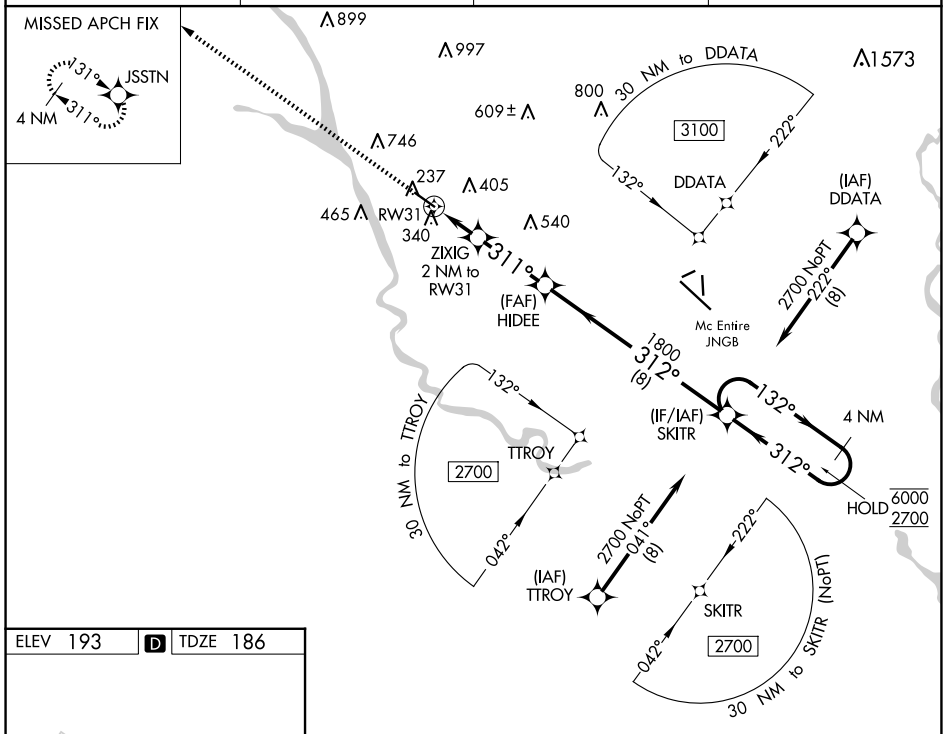 MISSED APCH FIX
131°
JSSTN
4 NM
311°
899
997
1573
30 NM to DDATA
800
609±
3100
222°
132°
DDATA
746
237
405
465
RW31
340
540
ZIXIG
2 NM to
RW31
311°
(FAF)
HIDEE
(IAF)
DDATA
2700 NoPT
222°
(8)
Mc Entire
JNGB
1800
312°
(8)
(IF/IAF)
SKITR
132°
4 NM
312°
HOLD
6000
2700
30 NM to TTROY
132°
2700
TTROY
042°
2700 NoPT
041°
(8)
(IAF)
TTROY
222°
SKITR
2700
042°
30 NM to SKITR (NoPT)
ELEV 193 D TDZE 186